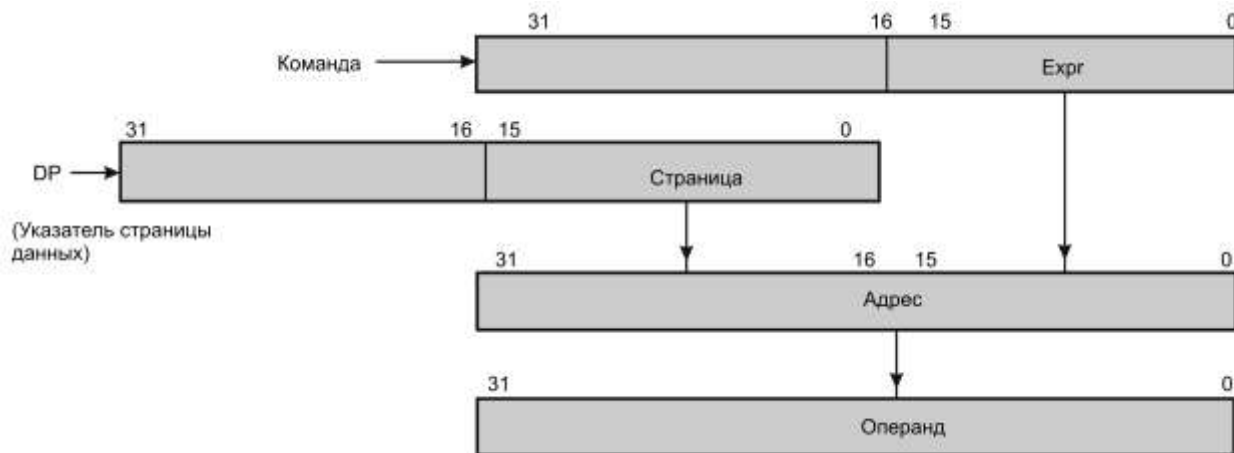 31 16 15 0
Команда
Expr
31 16 15 0
DP
Страница
(Указатель страницы
данных)
31 16 15 0
Адрес
31 0
Операнд